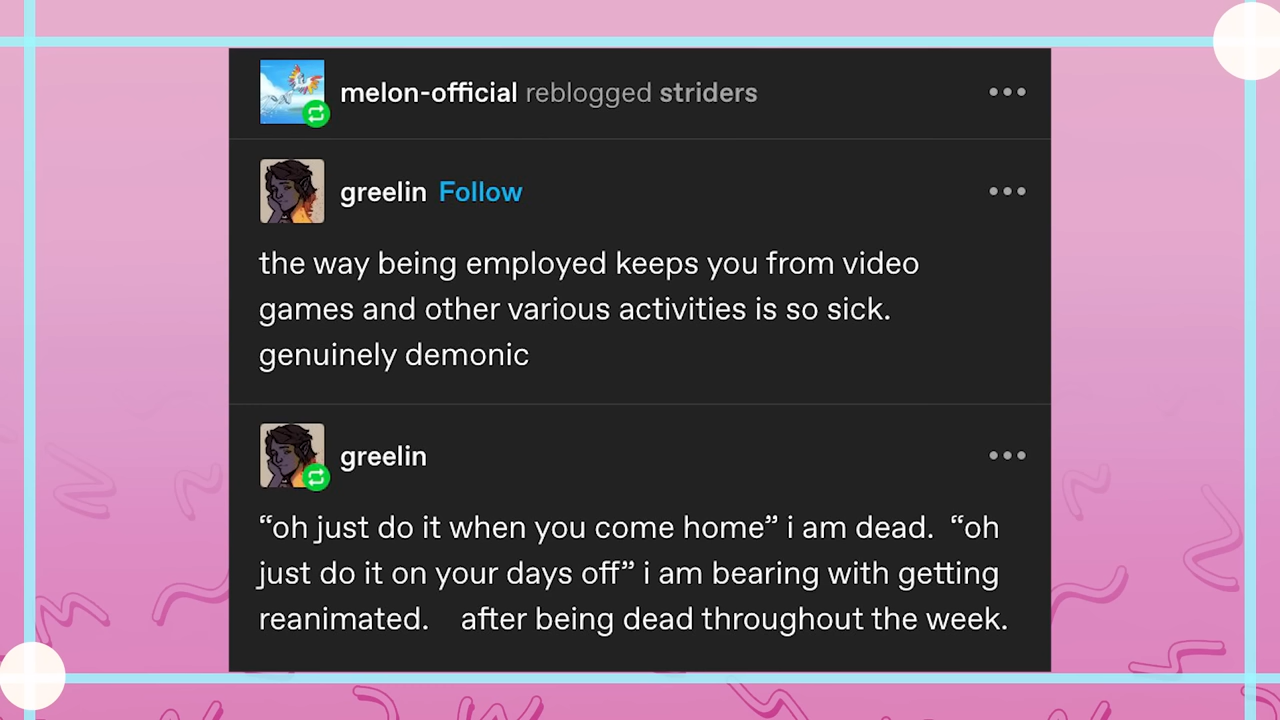 melon-official reblogged striders
greelin Follow
the way being employed keeps you from video
games and other various activities is so sick.
genuinely demonic
greelin
“oh just do it when you come home” i am dead.  “oh
just do it on your days off” i am bearing with getting
reanimated.    after being dead throughout the week.